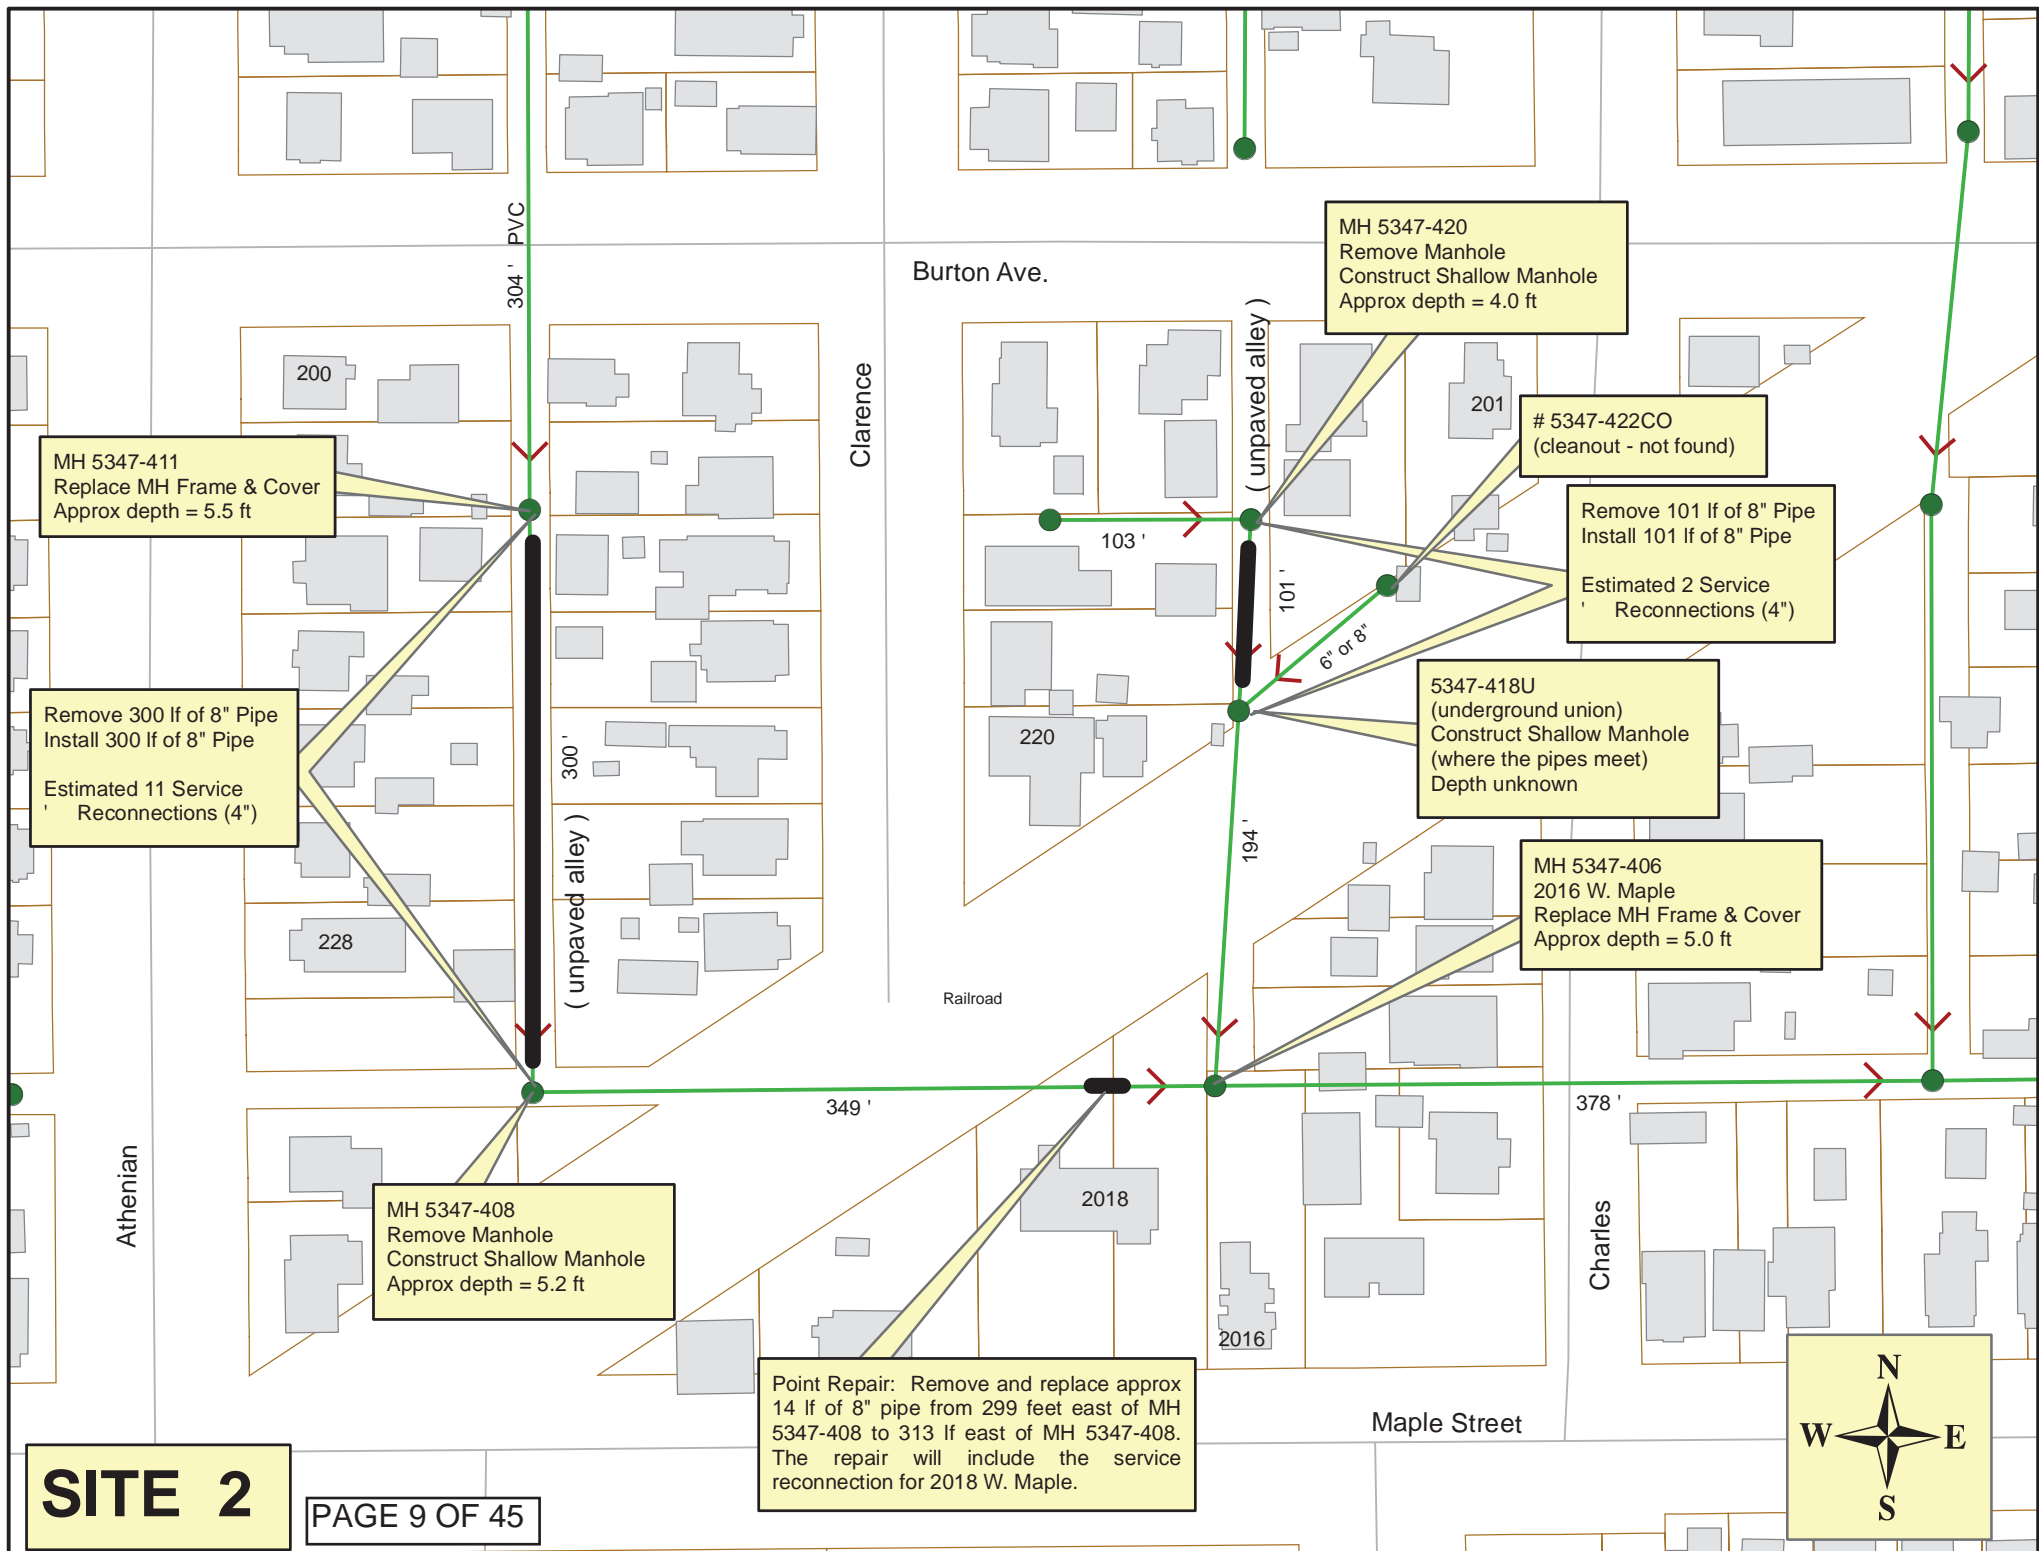 304 ' PVC
Burton Ave.
MH 5347-420
Remove Manhole
Construct Shallow Manhole
Approx depth = 4.0 ft
( unpaved alley )
200
Clarence
201
# 5347-422CO
(cleanout - not found)
MH 5347-411
Replace MH Frame & Cover
Approx depth = 5.5 ft
103 '
101 '
Remove 101 lf of 8" Pipe
Install 101 lf of 8" Pipe
Estimated 2 Service
' Reconnections (4")
6" or 8"
5347-418U
(underground union)
Construct Shallow Manhole
(where the pipes meet)
Depth unknown
Remove 300 lf of 8" Pipe
Install 300 lf of 8" Pipe
Estimated 11 Service
' Reconnections (4")
300 '
220
194 '
( unpaved alley )
228
MH 5347-406
2016 W. Maple
Replace MH Frame & Cover
Approx depth = 5.0 ft
Railroad
349 '
378 '
Athenian
MH 5347-408
Remove Manhole
Construct Shallow Manhole
Approx depth = 5.2 ft
2018
Charles
2016
Point Repair: Remove and replace approx
14 lf of 8" pipe from 299 feet east of MH
5347-408 to 313 lf east of MH 5347-408.
The repair will include the service
reconnection for 2018 W. Maple.
Maple Street
N
W E
S
SITE 2
PAGE 9 OF 45